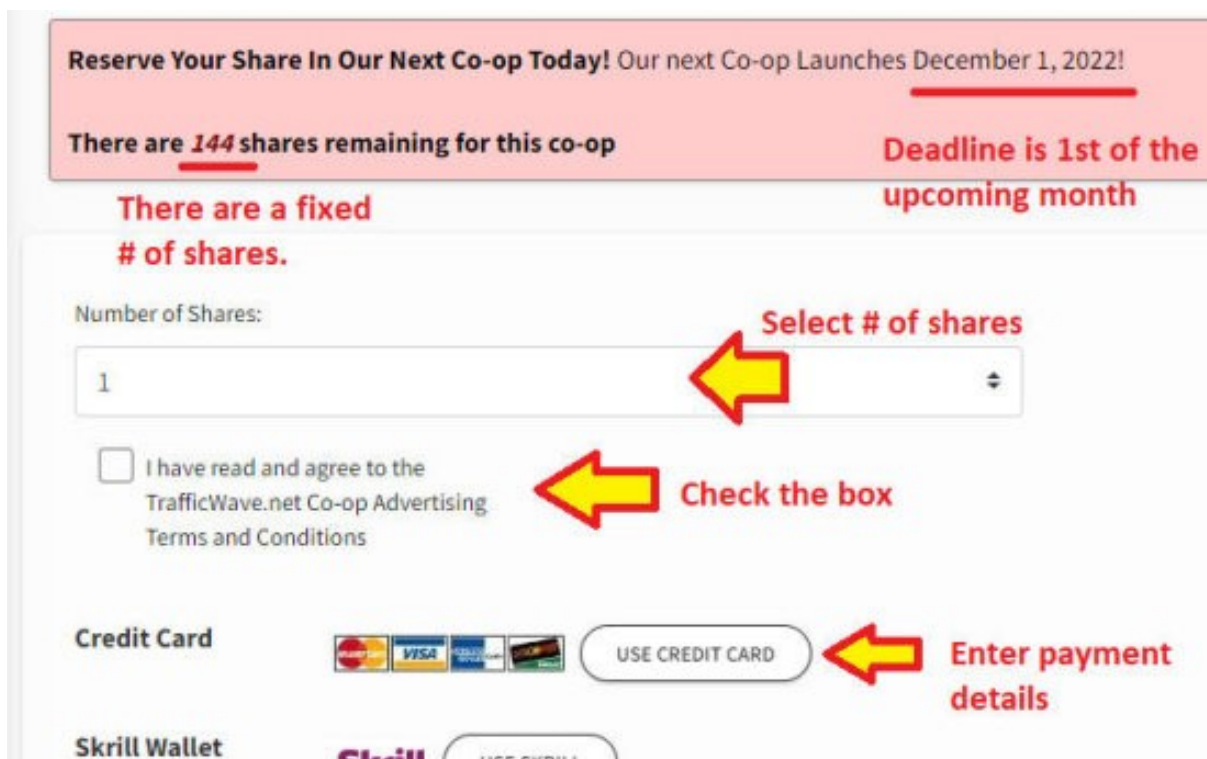 Reserve Your Share In Our Next Co-op Today! Our next Co-op Launches December 1, 2022!
There are 144 shares remaining for this co-op
Deadline is 1st of the
upcoming month
There are a fixed
# of shares.
Number of Shares:
Select # of shares
1
I have read and agree to the
TrafficWave.net Co-op Advertising
Terms and Conditions
Check the box
Credit Card
VISA
USE CREDIT CARD
Enter payment
details
Skrill Wallet
Skrill
USE SKRILL